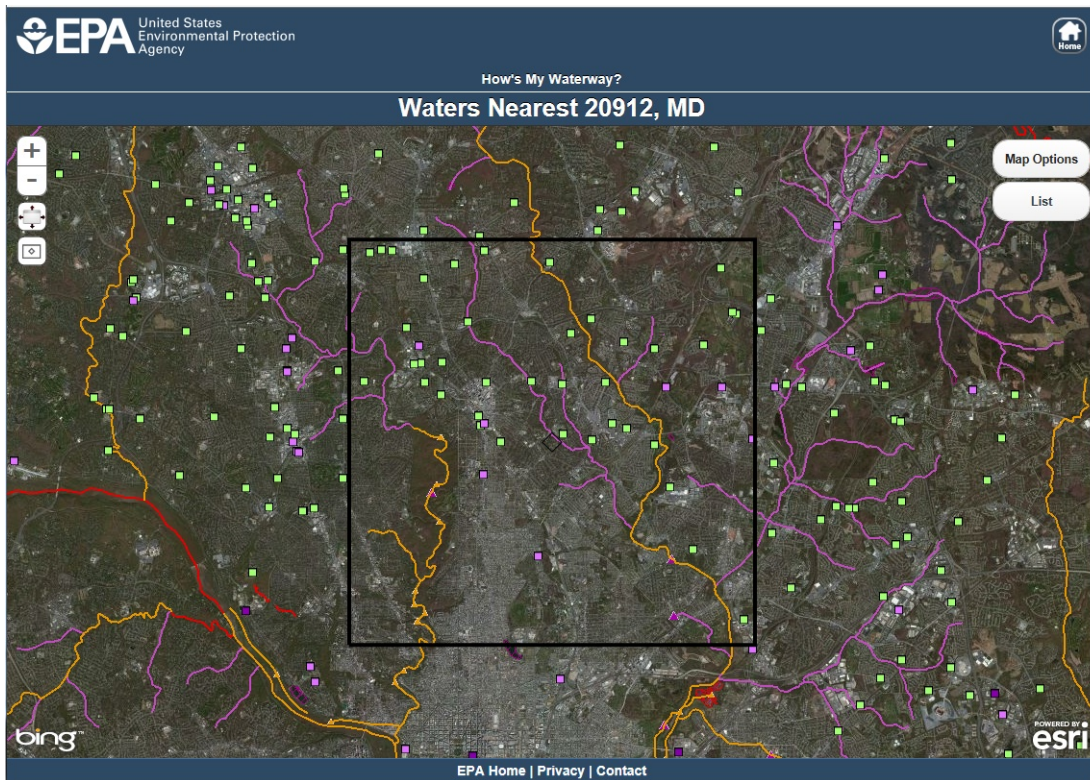 EPA United States
Environmental Protection
Agency
Home
How's My Waterway?
Waters Nearest 20912, MD
+
Map Options
-
List
bing™
POWERED BY
esri
EPA Home | Privacy | Contact